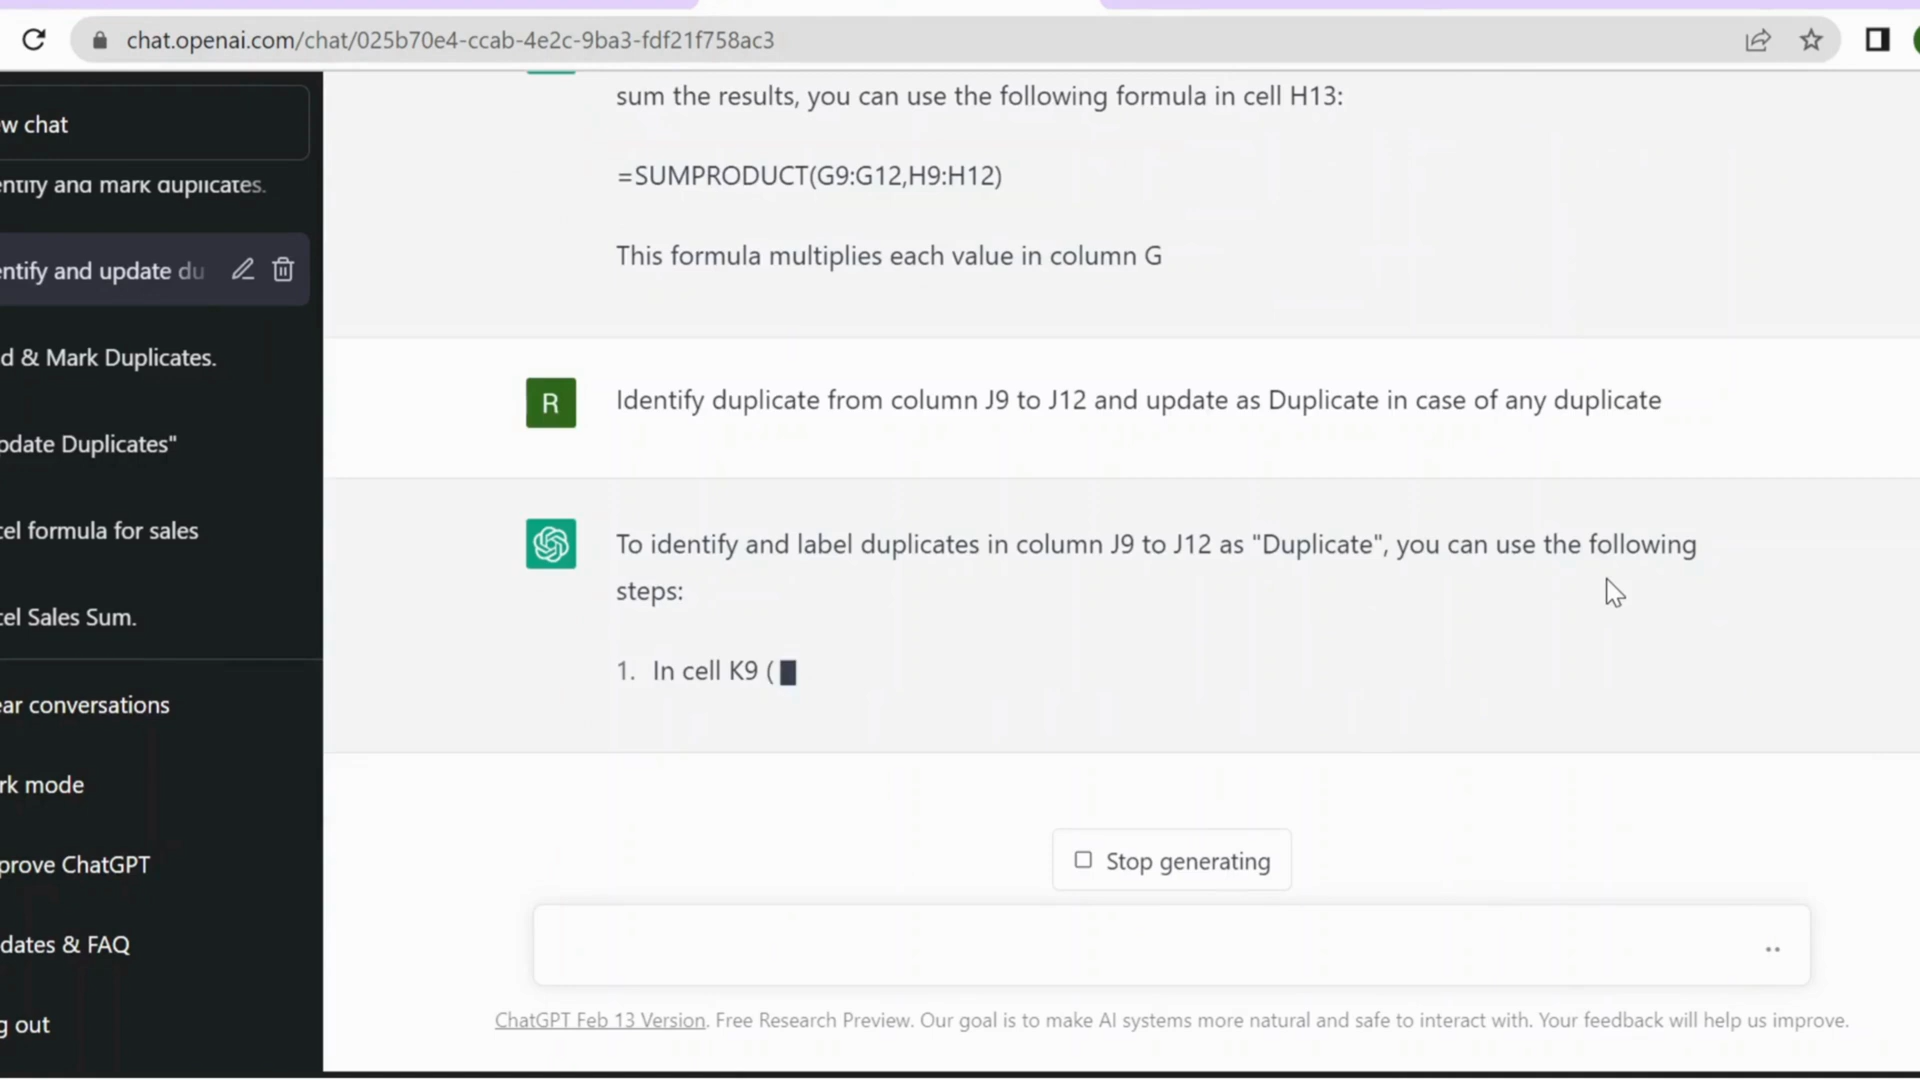 chat.openai.com/chat/025b70e4-ccab-4e2c-9ba3-fdf21f758ac3
w chat
entify and mark duplicates.
entify and update du
d & Mark Duplicates.
pdate Duplicates"
cel formula for sales
cel Sales Sum.
ear conversations
rk mode
prove ChatGPT
dates & FAQ
g out
sum the results, you can use the following formula in cell H13:
=SUMPRODUCT(G9:G12,H9:H12)
This formula multiplies each value in column G
R
Identify duplicate from column J9 to J12 and update as Duplicate in case of any duplicate
To identify and label duplicates in column J9 to J12 as "Duplicate", you can use the following
steps:
1. In cell K9 (
Stop generating
ChatGPT Feb 13 Version. Free Research Preview. Our goal is to make AI systems more natural and safe to interact with. Your feedback will help us improve.